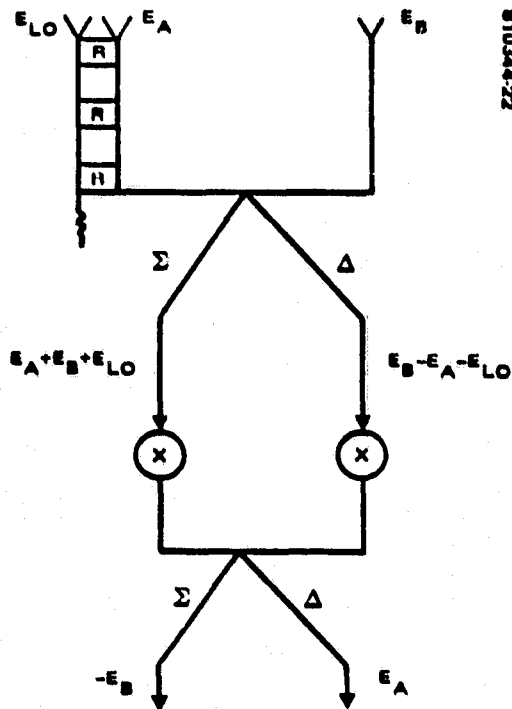 E_LO E_A E_B
R
R
R
Σ Δ
E_A+E_B+E_LO E_B-E_A-E_LO
X X
Σ Δ
-E_B E_A